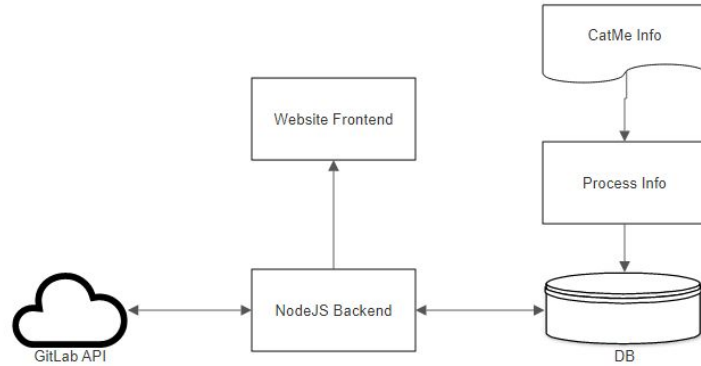 CatMe Info
Website Frontend
Process Info
NodeJS Backend
GitLab API
DB